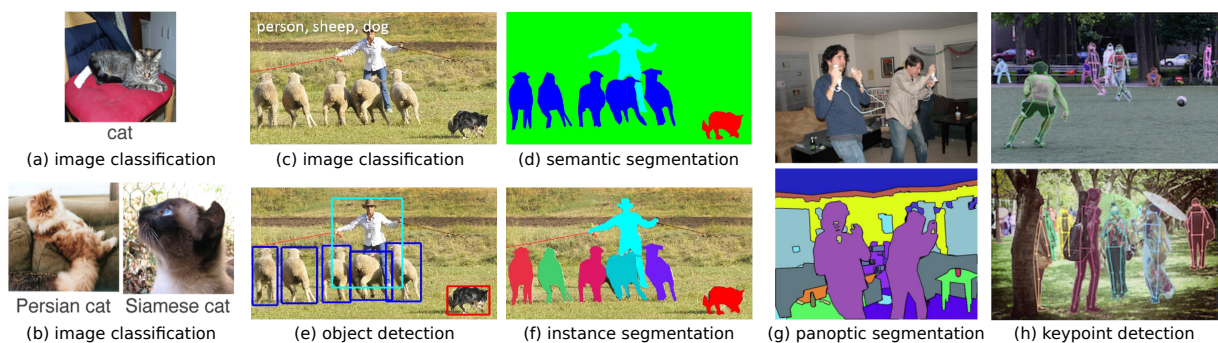 cat
(a) image classification
Persian cat
Siamese cat
(b) image classification
person, sheep, dog
(c) image classification
(d) semantic segmentation
(e) object detection
(f) instance segmentation
(g) panoptic segmentation
(h) keypoint detection